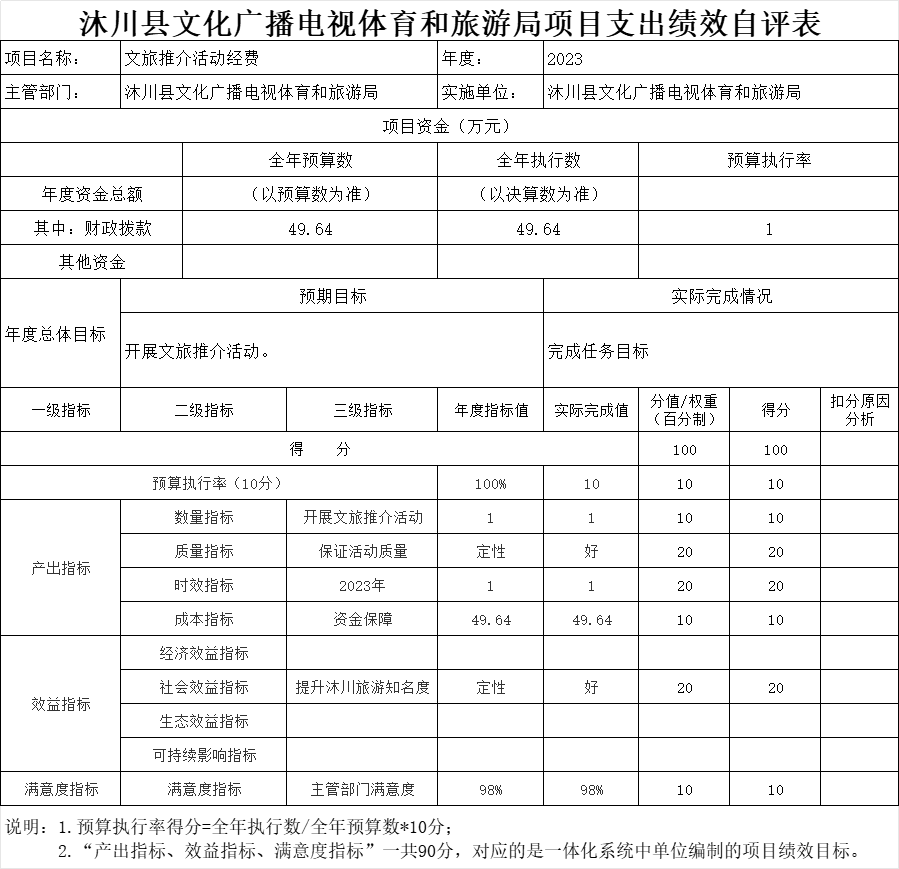 沐川县文化广播电视体育和旅游局项目支出绩效自评表
项目名称： 文旅推介活动经费 年度： 2023
主管部门： 沐川县文化广播电视体育和旅游局 实施单位： 沐川县文化广播电视体育和旅游局
项目资金（万元）
全年预算数 全年执行数 预算执行率
年度资金总额 （以预算数为准） （以决算数为准）
其中：财政拨款 49.64 49.64 1
其他资金
年度总体目标 预期目标 实际完成情况
开展文旅推介活动。 完成任务目标
一级指标 二级指标 三级指标 年度指标值 实际完成值 分值/权重（百分制） 得分 扣分原因分析
得 分 100 100
预算执行率（10分） 100% 10 10 10
产出指标 数量指标 开展文旅推介活动 1 1 10 10
质量指标 保证活动质量 定性 好 20 20
时效指标 2023年 1 1 20 20
成本指标 资金保障 49.64 49.64 10 10
效益指标 经济效益指标
社会效益指标 提升沐川旅游知名度 定性 好 20 20
生态效益指标
可持续影响指标
满意度指标 满意度指标 主管部门满意度 98% 98% 10 10
说明：1.预算执行率得分=全年执行数/全年预算数*10分；
2.“产出指标、效益指标、满意度指标”一共90分，对应的是一体化系统中单位编制的项目绩效目标。